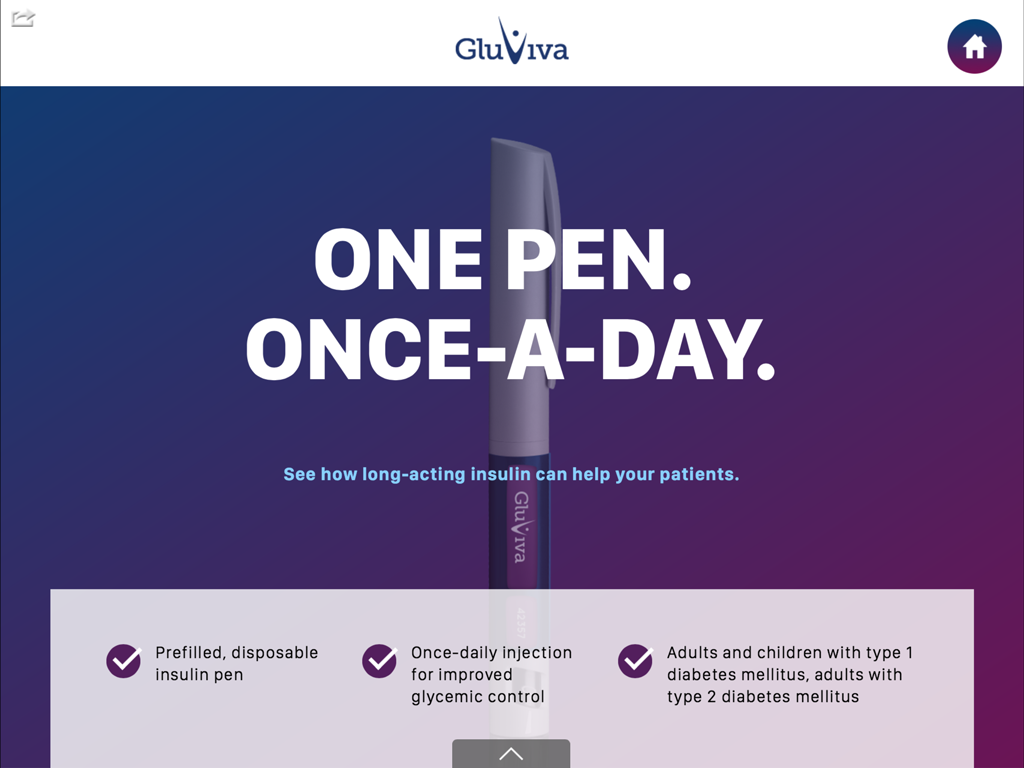 GluViva
ONE PEN.
ONCE-A-DAY.
See how long-acting insulin can help your patients.
GluViva
42357
Prefilled, disposable
insulin pen
Once-daily injection
for improved
glycemic control
Adults and children with type 1
diabetes mellitus, adults with
type 2 diabetes mellitus